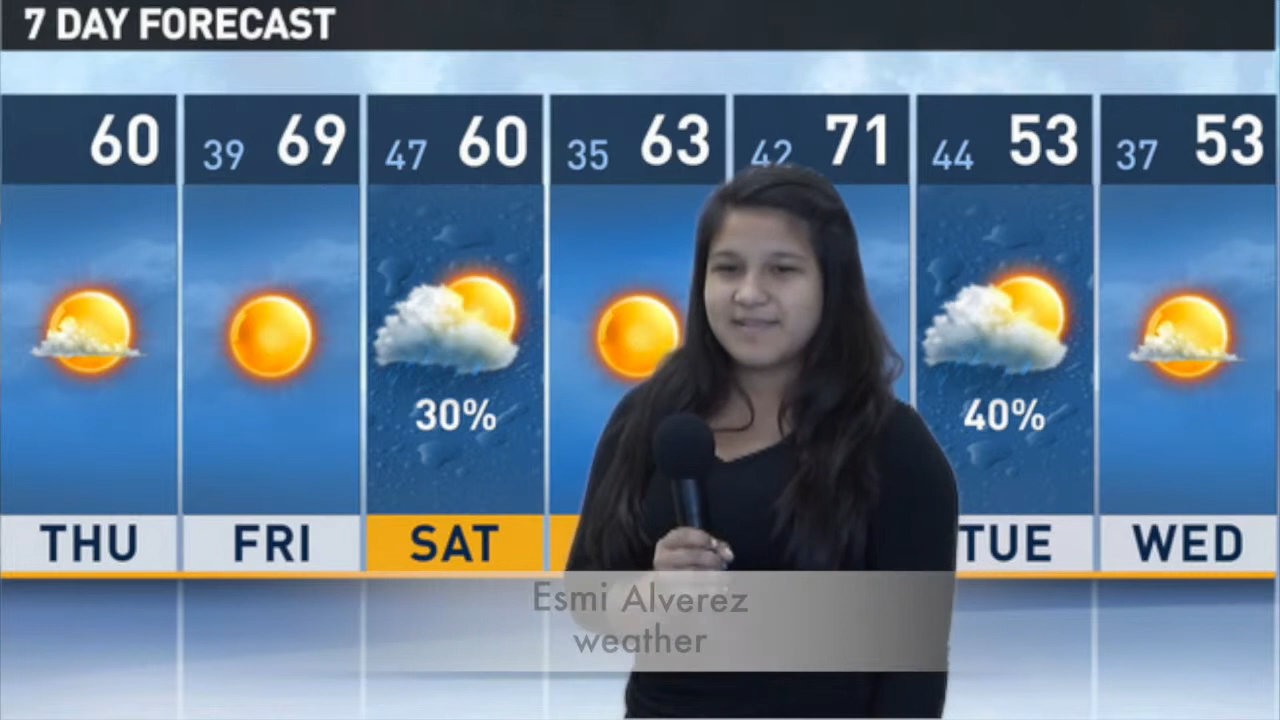 7 DAY FORECAST
60 39 69 47 60 35 63 42 71 44 53 37 53
30% 40%
THU FRI SAT TUE WED
Esmi Alverez
weather